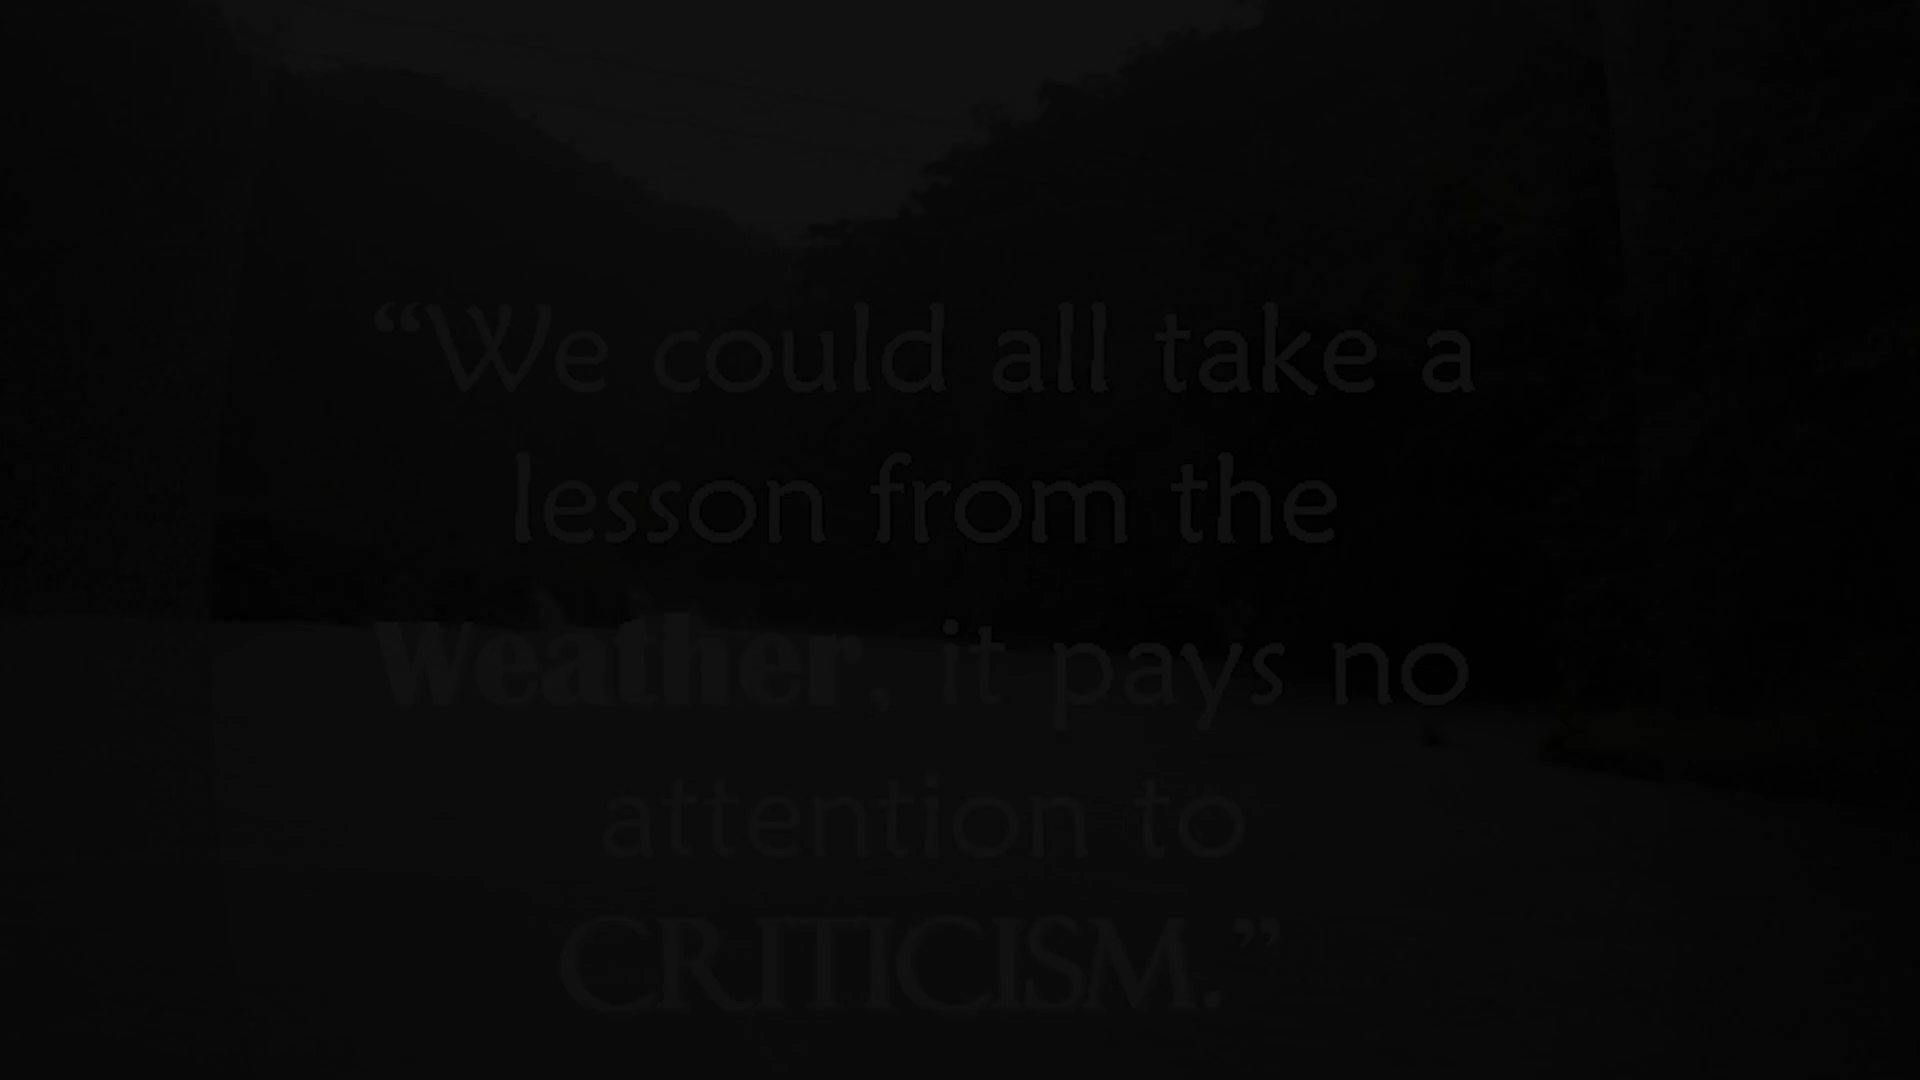 “We could all take a
lesson from the
Weather, it pays no
attention to
CRITICISM.”